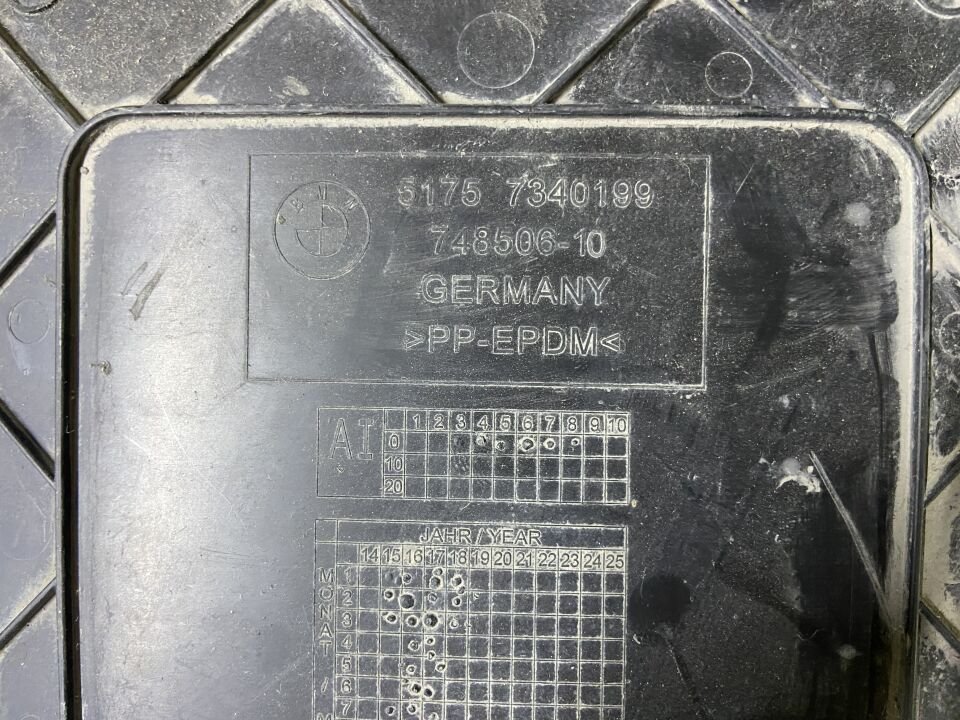 BMW
5175 7340199
748506-10
GERMANY
>PP-EPDM<
AI
1 2 3 4 5 6 7 8 9 10
0
10
20
JAHR / YEAR
14 15 16 17 18 19 20 21 22 23 24 25
MONAT / M
1
2
3
4
5
6
7